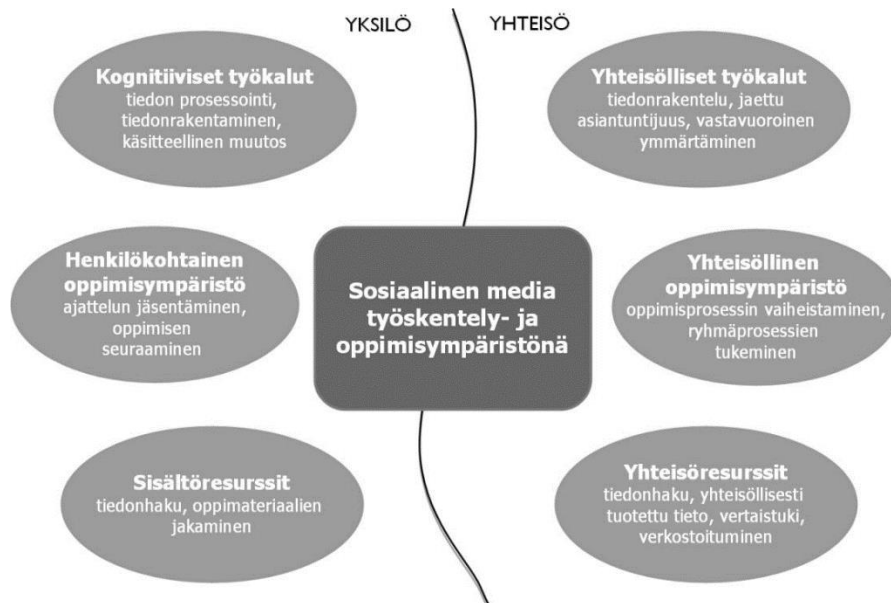 YKSILÖ
YHTEISÖ
Kognitiiviset työkalut
tiedon prosessointi,
tiedonrakentaminen,
käsitteellinen muutos
Yhteisölliset työkalut
tiedonrakentelu, jaettu
asiantuntijuus, vastavuoroinen
ymmärtäminen
Henkilökohtainen
oppimisympäristö
ajattelun jäsentäminen,
oppimisen
seuraaminen
Sosiaalinen media
työskentely- ja
oppimisympäristönä
Yhteisöllinen
oppimisympäristö
oppimisprosessin vaiheistaminen,
ryhmäprosessien
tukeminen
Sisältöresurssit
tiedonhaku, oppimateriaalien
jakaminen
Yhteisöresurssit
tiedonhaku, yhteisöllisesti
tuotettu tieto, vertaistuki,
verkostoituminen